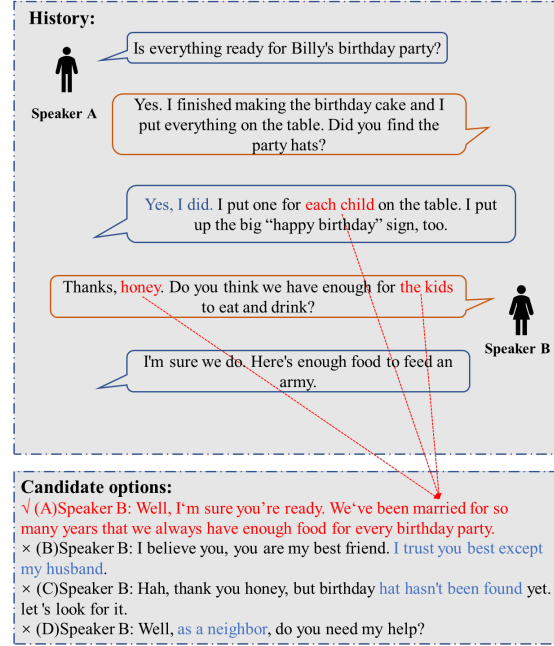 History:
Is everything ready for Billy's birthday party?
Speaker A
Yes. I finished making the birthday cake and I
put everything on the table. Did you find the
party hats?
Yes, I did. I put one for each child on the table. I put
up the big “happy birthday” sign, too.
Thanks, honey. Do you think we have enough for the kids
to eat and drink?
Speaker B
I'm sure we do. Here's enough food to feed an
army.
Candidate options:
√ (A)Speaker B: Well, I‘m sure you’re ready. We‘ve been married for so
many years that we always have enough food for every birthday party.
× (B)Speaker B: I believe you, you are my best friend. I trust you best except
my husband.
× (C)Speaker B: Hah, thank you honey, but birthday hat hasn't been found yet.
let 's look for it.
× (D)Speaker B: Well, as a neighbor, do you need my help?